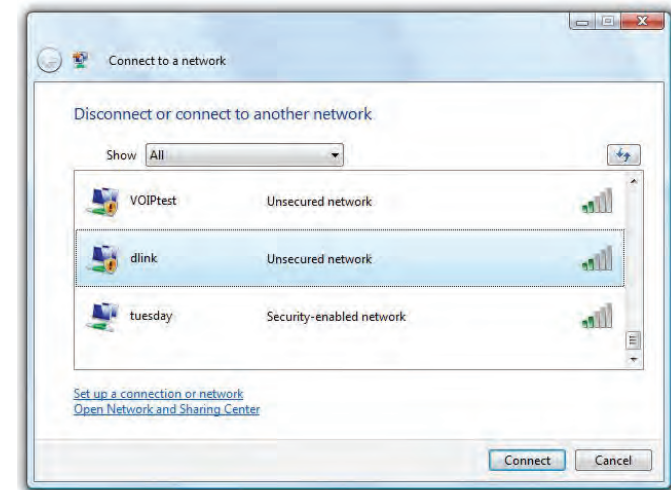 Connect to a network
Disconnect or connect to another network
Show All
VOIPtest Unsecured network
dlink Unsecured network
tuesday Security-enabled network
Set up a connection or network
Open Network and Sharing Center
Connect Cancel